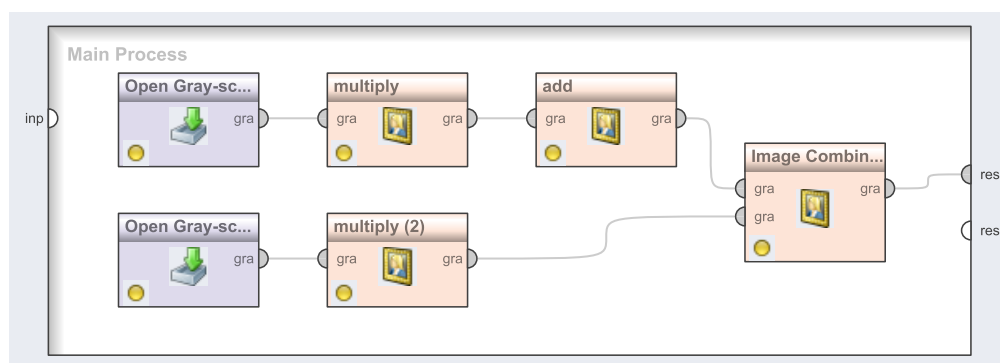 Main Process
Open Gray-sc...
multiply
add
inp
gra
gra
gra
gra
gra
Image Combin...
res
gra
gra
gra
Open Gray-sc...
multiply (2)
res
gra
gra
gra